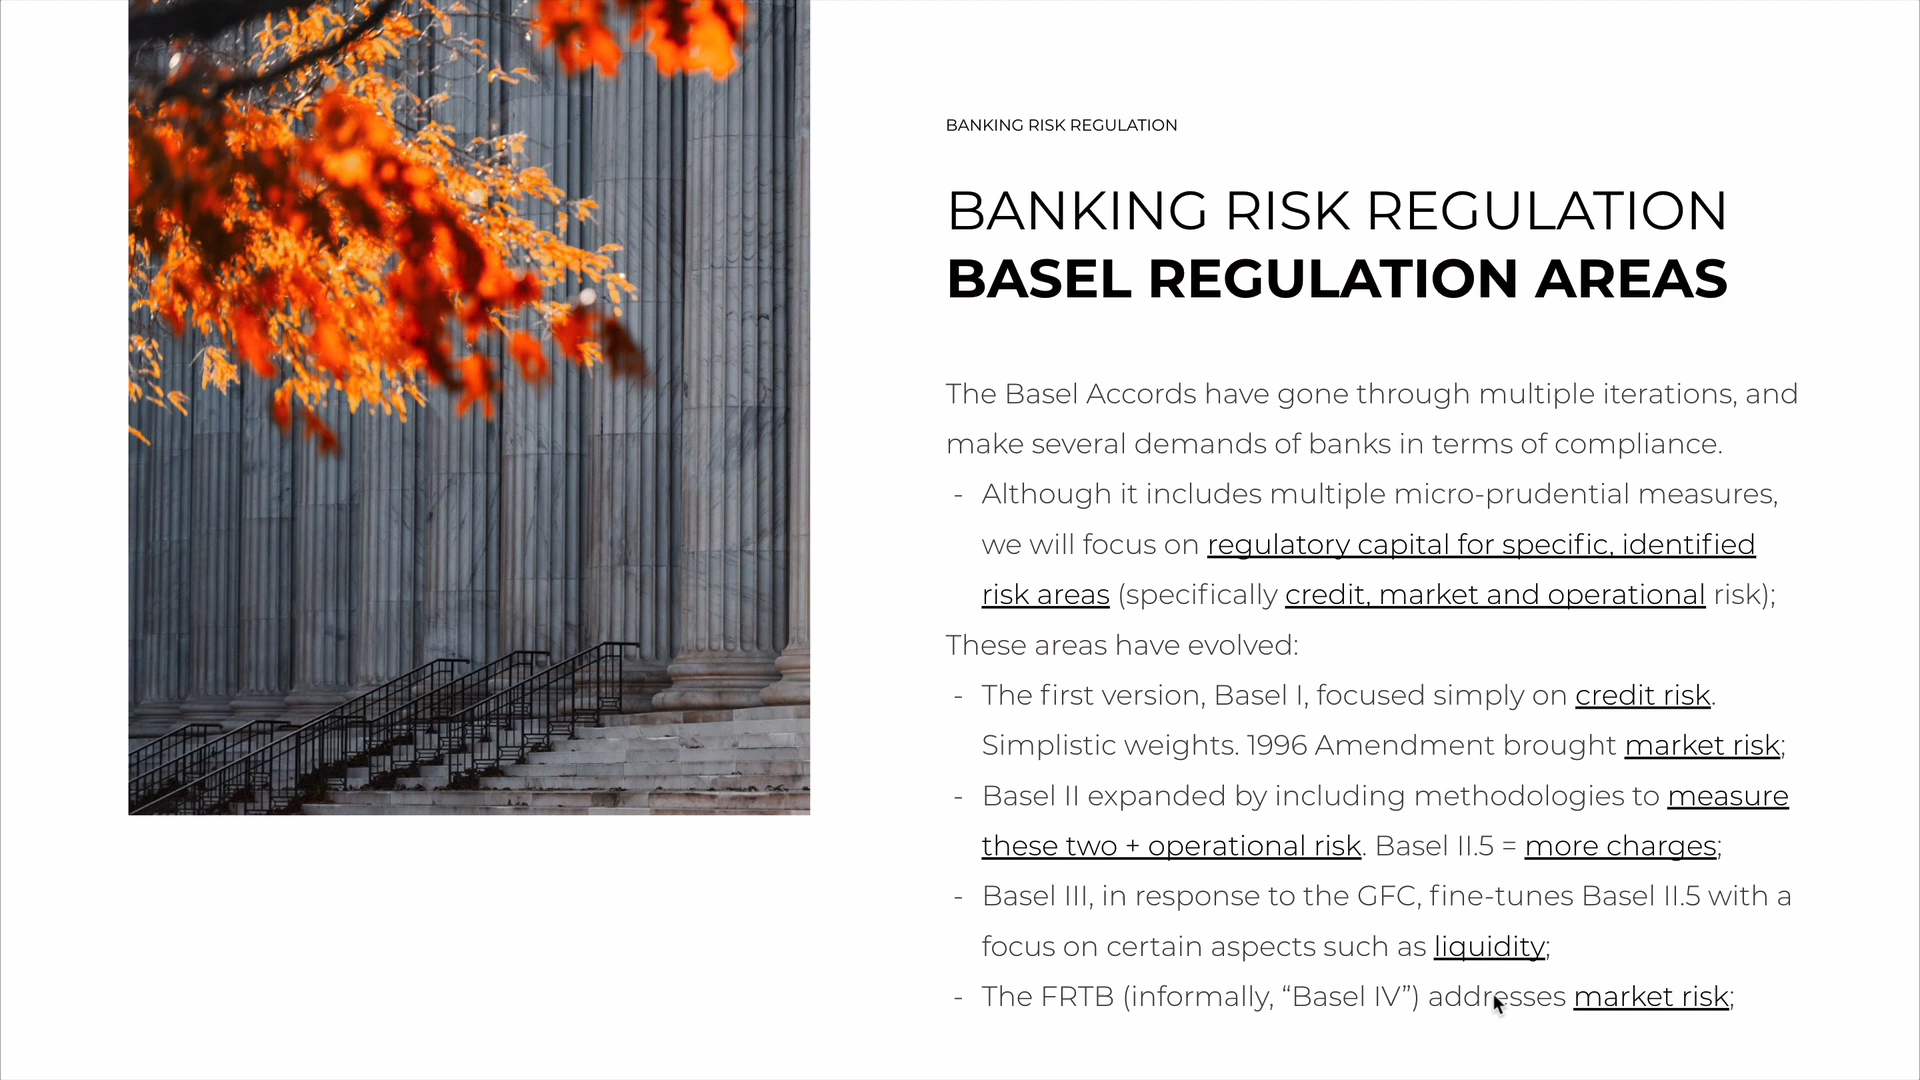 BANKING RISK REGULATION
BANKING RISK REGULATION
BASEL REGULATION AREAS
The Basel Accords have gone through multiple iterations, and
make several demands of banks in terms of compliance.
- Although it includes multiple micro-prudential measures,
we will focus on regulatory capital for specific, identified
risk areas (specifically credit, market and operational risk);
These areas have evolved:
- The first version, Basel I, focused simply on credit risk.
Simplistic weights. 1996 Amendment brought market risk;
- Basel II expanded by including methodologies to measure
these two + operational risk. Basel II.5 = more charges;
- Basel III, in response to the GFC, fine-tunes Basel II.5 with a
focus on certain aspects such as liquidity;
- The FRTB (informally, “Basel IV”) addresses market risk;